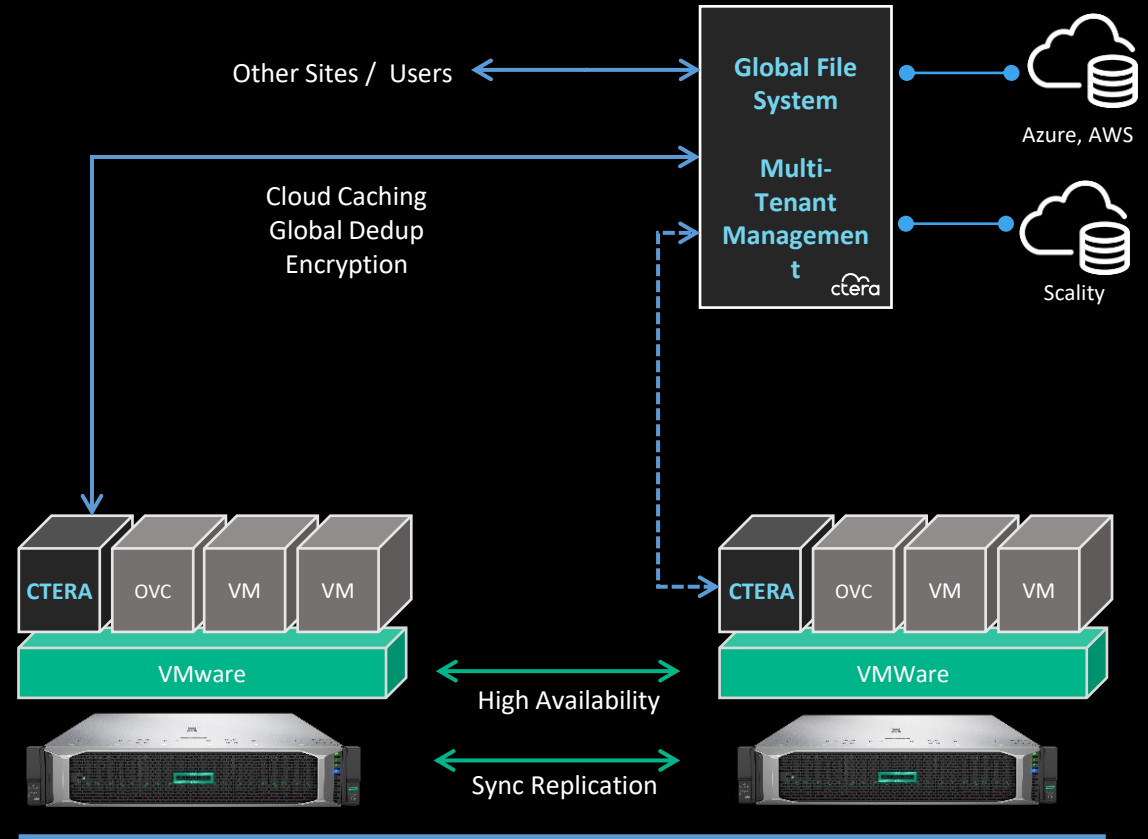 Other Sites / Users
Global File
System
Multi-
Tenant
Managemen
t
ctera
Azure, AWS
Scality
Cloud Caching
Global Dedup
Encryption
CTERA
OVC
VM
VM
VMware
CTERA
OVC
VM
VM
VMWare
High Availability
Sync Replication